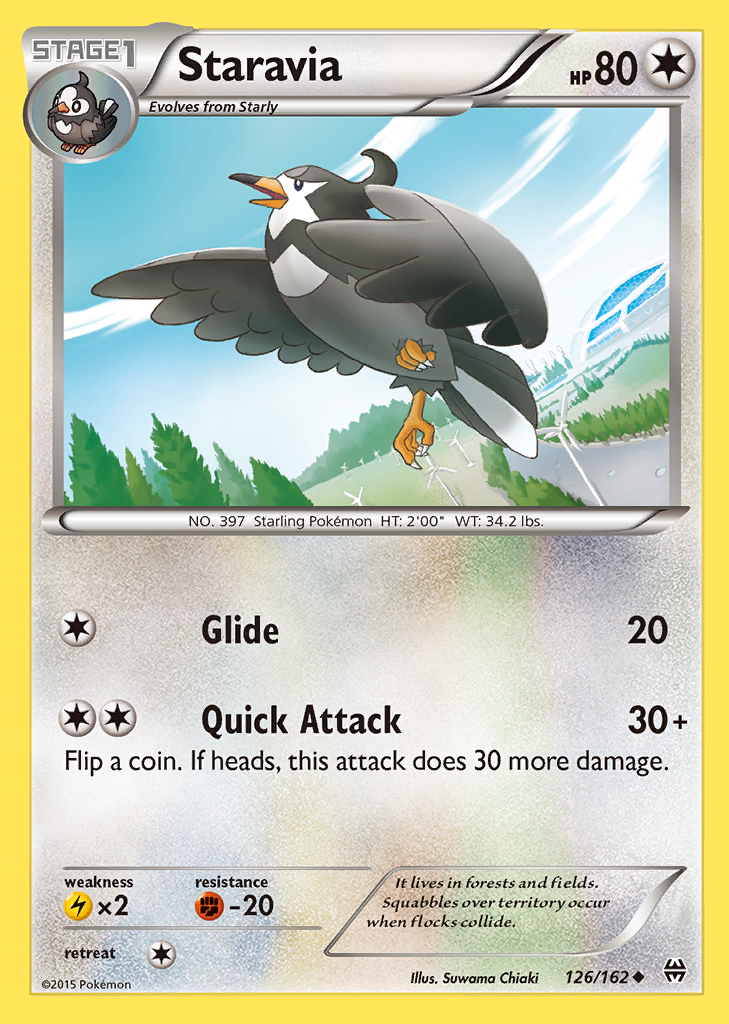 STAGE1
Staravia
HP80
Evolves from Starly
NO. 397 Starling Pokémon HT: 2'00" WT: 34.2 lbs.
Glide 20
Quick Attack 30+
Flip a coin. If heads, this attack does 30 more damage.
weakness
×2
resistance
-20
retreat
It lives in forests and fields.
Squabbles over territory occur
when flocks collide.
©2015 Pokémon
Illus. Suwama Chiaki
126/162